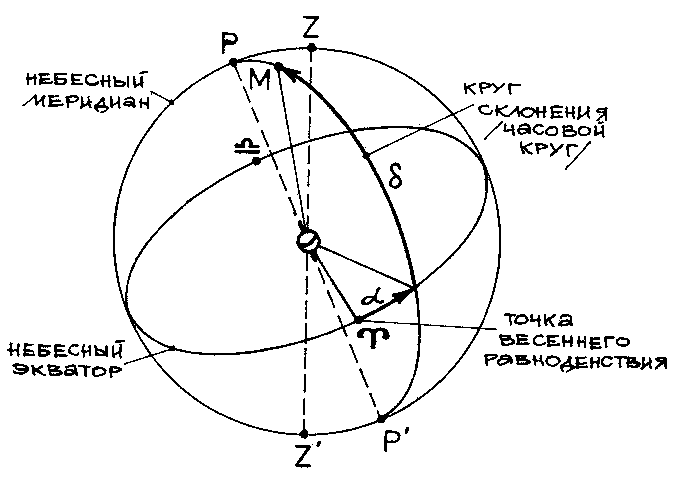 Z
P
M
НЕБЕСНЫЙ
МЕРИДИАН
КРУГ
СКЛОНЕНИЯ
/ЧАСОВОЙ
КРУГ/
♎
δ
α
♈
ТОЧКА
ВЕСЕННЕГО
РАВНОДЕНСТВИЯ
НЕБЕСНЫЙ
ЭКВАТОР
P'
Z'